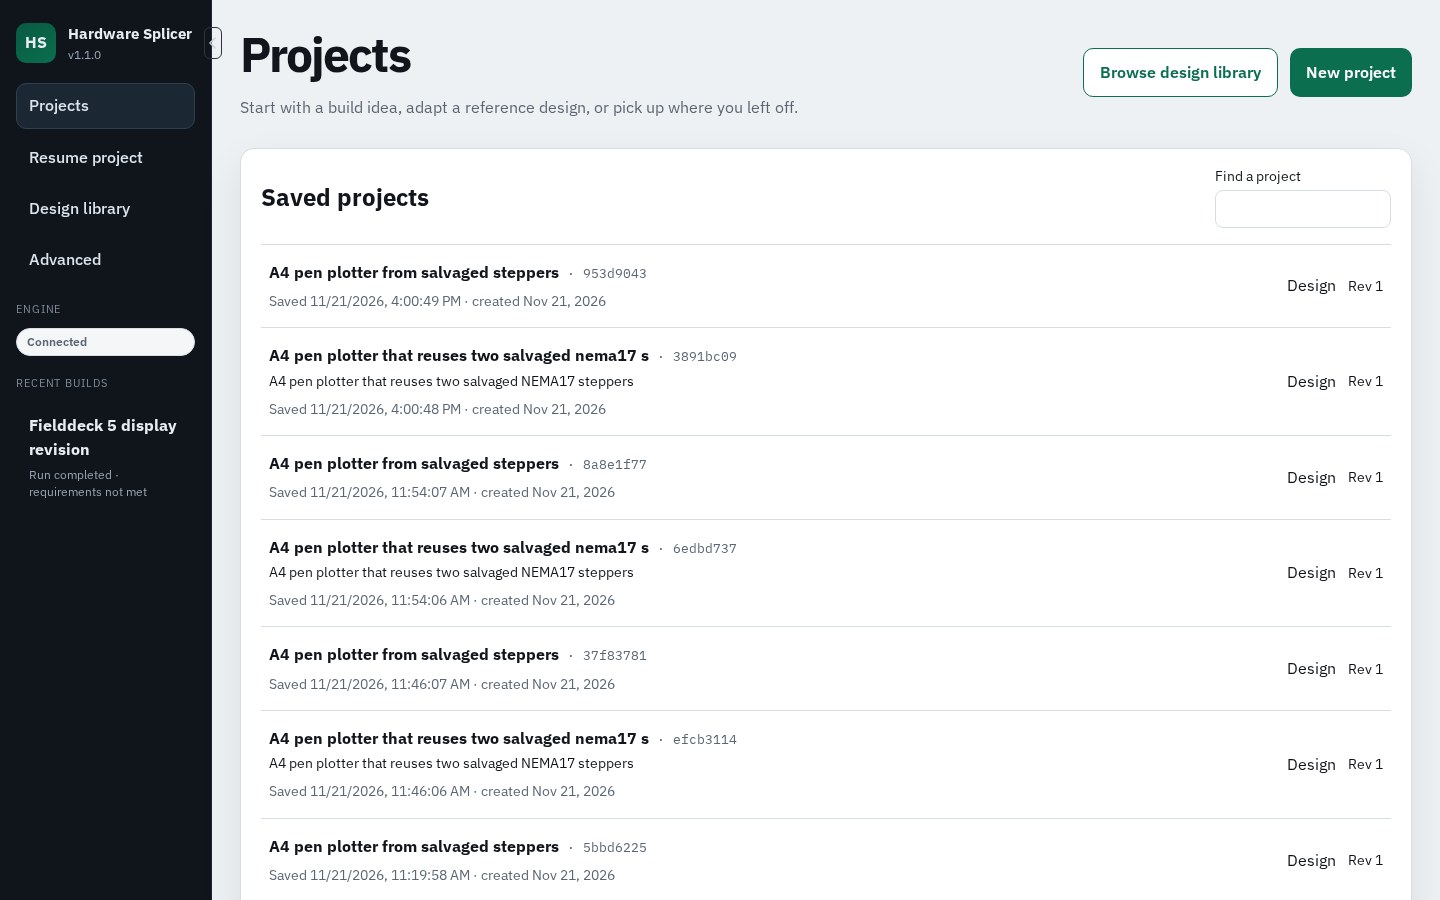 HS
Hardware Splicer
v1.1.0
Projects
Resume project
Design library
Advanced
ENGINE
Connected
RECENT BUILDS
Fielddeck 5 display
revision
Run completed ·
requirements not met
Projects
Start with a build idea, adapt a reference design, or pick up where you left off.
Browse design library
New project
Saved projects
Find a project
A4 pen plotter from salvaged steppers · 953d9043
Saved 11/21/2026, 4:00:49 PM · created Nov 21, 2026
Design Rev 1
A4 pen plotter that reuses two salvaged nema17 s · 3891bc09
A4 pen plotter that reuses two salvaged NEMA17 steppers
Saved 11/21/2026, 4:00:48 PM · created Nov 21, 2026
Design Rev 1
A4 pen plotter from salvaged steppers · 8a8e1f77
Saved 11/21/2026, 11:54:07 AM · created Nov 21, 2026
Design Rev 1
A4 pen plotter that reuses two salvaged nema17 s · 6edbd737
A4 pen plotter that reuses two salvaged NEMA17 steppers
Saved 11/21/2026, 11:54:06 AM · created Nov 21, 2026
Design Rev 1
A4 pen plotter from salvaged steppers · 37f83781
Saved 11/21/2026, 11:46:07 AM · created Nov 21, 2026
Design Rev 1
A4 pen plotter that reuses two salvaged nema17 s · efcb3114
A4 pen plotter that reuses two salvaged NEMA17 steppers
Saved 11/21/2026, 11:46:06 AM · created Nov 21, 2026
Design Rev 1
A4 pen plotter from salvaged steppers · 5bbd6225
Saved 11/21/2026, 11:19:58 AM · created Nov 21, 2026
Design Rev 1